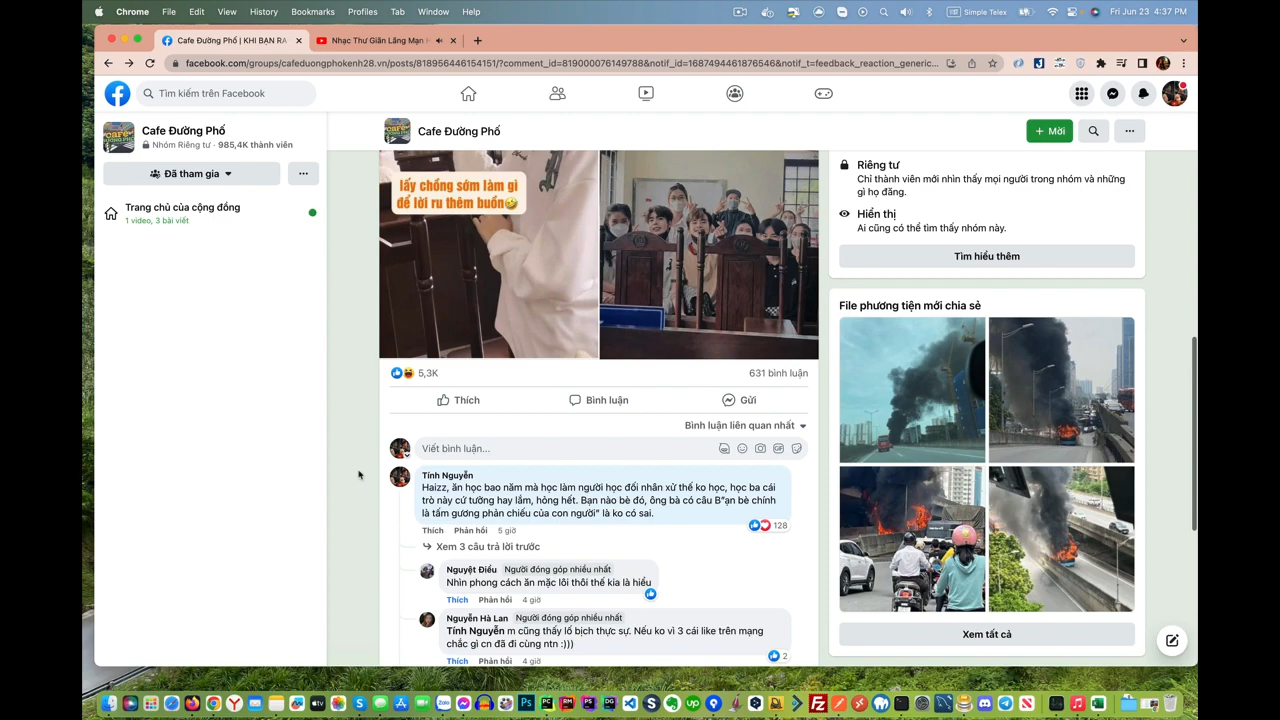 Chrome File Edit View History Bookmarks Profiles Tab Window Help
Simple Telex
Fri Jun 23 4:37 PM
Cafe Đường Phố | KHI BẠN RA
Nhạc Thư Giãn Lãng Mạn
facebook.com/groups/cafeduongphokenh28.vn/posts/818956446154151/?comment_id=819000076149788&notif_id=1687494461876546&notif_t=feedback_reaction_generic...
Tìm kiếm trên Facebook
Cafe Đường Phố
Nhóm Riêng tư · 985,4K thành viên
Đã tham gia
Trang chủ của cộng đồng
1 video, 3 bài viết
Cafe Đường Phố
+ Mới
lấy chồng sớm làm gì
để lời ru thêm buồn🤣
5,3K
631 bình luận
Thích
Bình luận
Gửi
Bình luận liên quan nhất
Viết bình luận...
GIF
Tính Nguyễn
Haizz, ăn học bao năm mà học làm người học đối nhân xử thế ko học, học ba cái
trò này cứ tưởng hay lắm, hỏng hết. Bạn nào bè đó, ông bà có câu B"ạn bè chính
là tấm gương phản chiếu của con người" là ko có sai.
128
Thích Phản hồi 5 giờ
Xem 3 câu trả lời trước
Nguyệt Điều Người đóng góp nhiều nhất
Nhìn phong cách ăn mặc lôi thôi thế kia là hiểu
Thích Phản hồi 4 giờ
Nguyễn Hà Lan Người đóng góp nhiều nhất
Tính Nguyễn m cũng thấy lố bịch thực sự. Nếu ko vì 3 cái like trên mạng
chắc gì cn đã đi cùng ntn :)))
2
Thích Phản hồi 4 giờ
Riêng tư
Chỉ thành viên mới nhìn thấy mọi người trong nhóm và những
gì họ đăng.
Hiển thị
Ai cũng có thể tìm thấy nhóm này.
Tìm hiểu thêm
File phương tiện mới chia sẻ
Xem tất cả